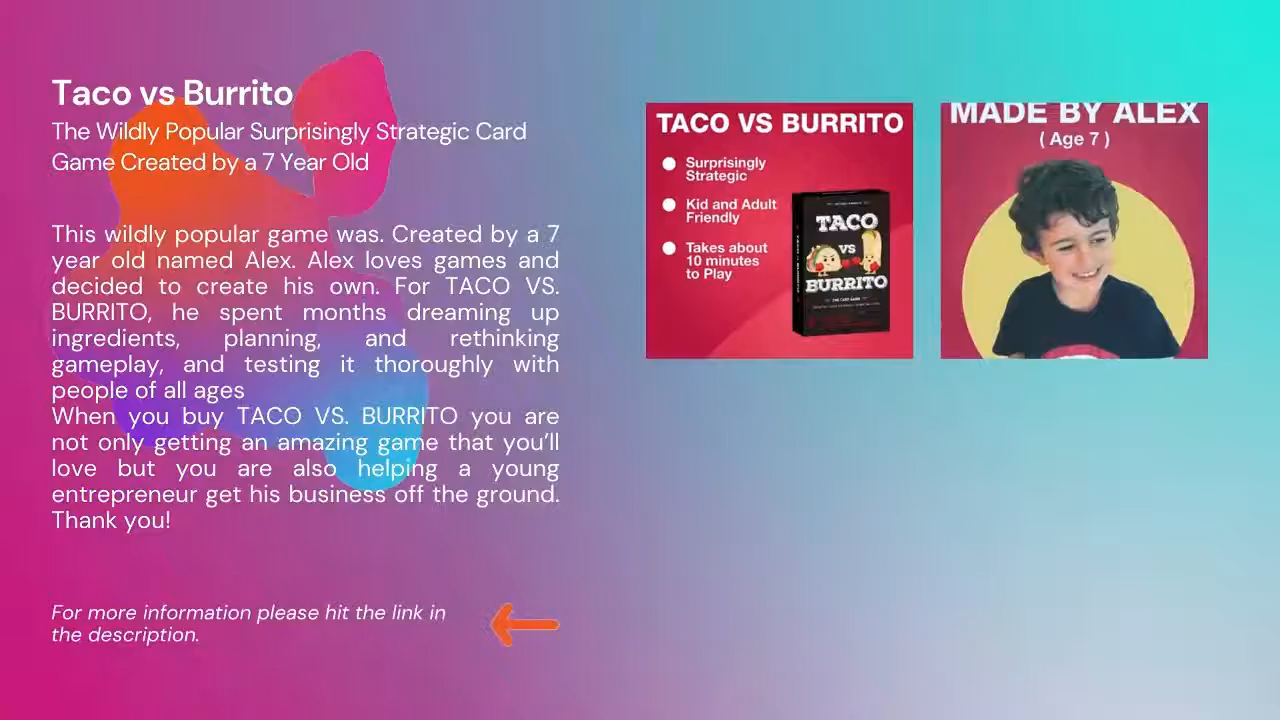 Taco vs Burrito
The Wildly Popular Surprisingly Strategic Card
Game Created by a 7 Year Old
This wildly popular game was. Created by a 7
year old named Alex. Alex loves games and
decided to create his own. For TACO VS.
BURRITO, he spent months dreaming up
ingredients, planning, and rethinking
gameplay, and testing it thoroughly with
people of all ages
When you buy TACO VS. BURRITO you are
not only getting an amazing game that you’ll
love but you are also helping a young
entrepreneur get his business off the ground.
Thank you!
For more information please hit the link in
the description.
TACO VS BURRITO
Surprisingly
Strategic
Kid and Adult
Friendly
Takes about
10 minutes
to Play
TACO
VS
BURRITO
MADE BY ALEX
( Age 7 )